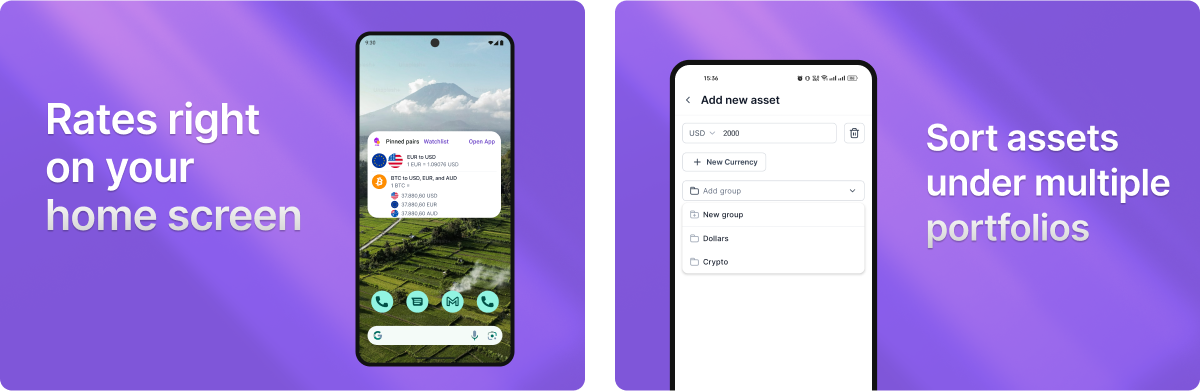 Rates right
on your
home screen
9:30
Pinned pairs Watchlist Open App
EUR to USD
1 EUR = 1.09076 USD
BTC to USD, EUR, and AUD
1 BTC =
37.880,60 USD
37.880,60 EUR
37.880,60 AUD
15:36
Add new asset
USD 2000
New Currency
Add group
New group
Dollars
Crypto
Sort assets
under multiple
portfolios